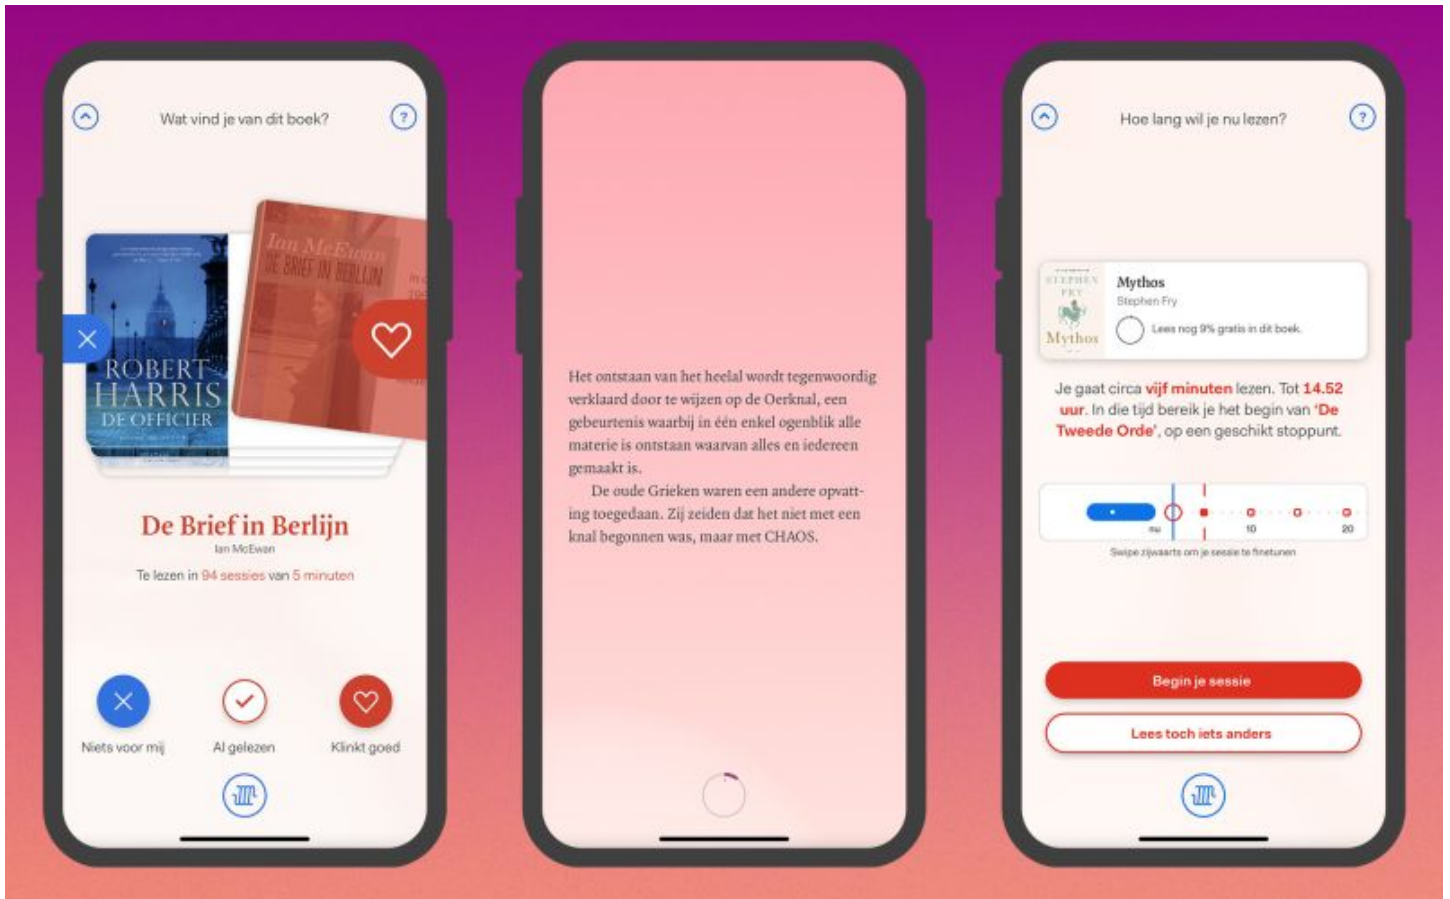 Wat vind je van dit boek?
?
Ian McEwan
DE BRIEF IN BERLIJN
ROBERT
HARRIS
DE OFFICIER
De Brief in Berlijn
Ian McEwan
Te lezen in 94 sessies van 5 minuten
Niets voor mij
Al gelezen
Klinkt goed
Het ontstaan van het heelal wordt tegenwoordig
verklaard door te wijzen op de Oerknal, een
gebeurtenis waarbij in één enkel ogenblik alle
materie is ontstaan waarvan alles en iedereen
gemaakt is.
De oude Grieken waren een andere opvatt-
ing toegedaan. Zij zeiden dat het niet met een
knal begonnen was, maar met CHAOS.
Hoe lang wil je nu lezen?
?
STEPHEN
FRY
Mythos
Mythos
Stephen Fry
Lees nog 9% gratis in dit boek.
Je gaat circa vijf minuten lezen. Tot 14.52
uur. In die tijd bereik je het begin van ‘De
Tweede Orde’, op een geschikt stoppunt.
nu 10 20
Swipe zijwaarts om je sessie te finetunen
Begin je sessie
Lees toch iets anders